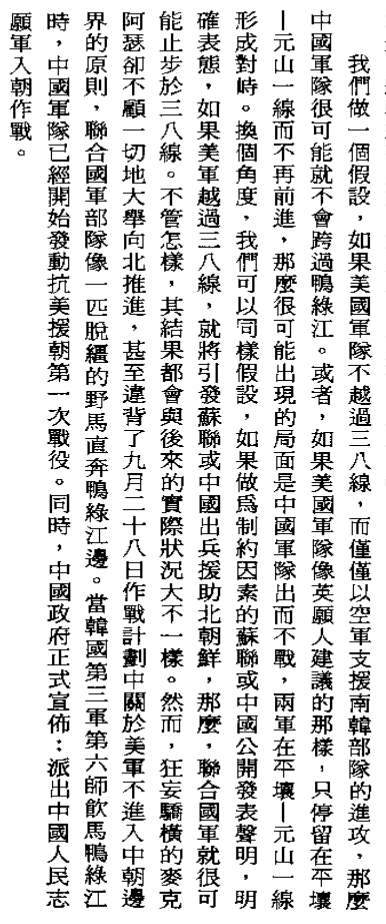 我們做一個假設，如果美國軍隊不越過三八線，而僅僅以空軍支援南韓部隊的進攻，那麼
中國軍隊很可能就不會跨過鴨綠江。或者，如果美國軍隊像英願人建議的那樣，只停留在平壤
—元山一線而不再前進，那麼很可能出現的局面是中國軍隊出而不戰，兩軍在平壤—元山一線
形成對峙。換個角度，我們可以同樣假設，如果做爲制約因素的蘇聯或中國公開發表聲明，明
確表態，如果美軍越過三八線，就將引發蘇聯或中國出兵援助北朝鮮，那麼，聯合國軍就很可
能止步於三八線。不管怎樣，其結果都會與後來的實際狀況大不一樣。然而，狂妄驕橫的麥克
阿瑟卻不顧一切地大舉向北推進，甚至違背了九月二十八日作戰計劃中關於美軍不進入中朝邊
界的原則，聯合國軍部隊像一匹脫繮的野馬直奔鴨綠江邊。當韓國第三軍第六師飲馬鴨綠江
時，中國軍隊已經開始發動抗美援朝第一次戰役。同時，中國政府正式宣佈：派出中國人民志
願軍入朝作戰。